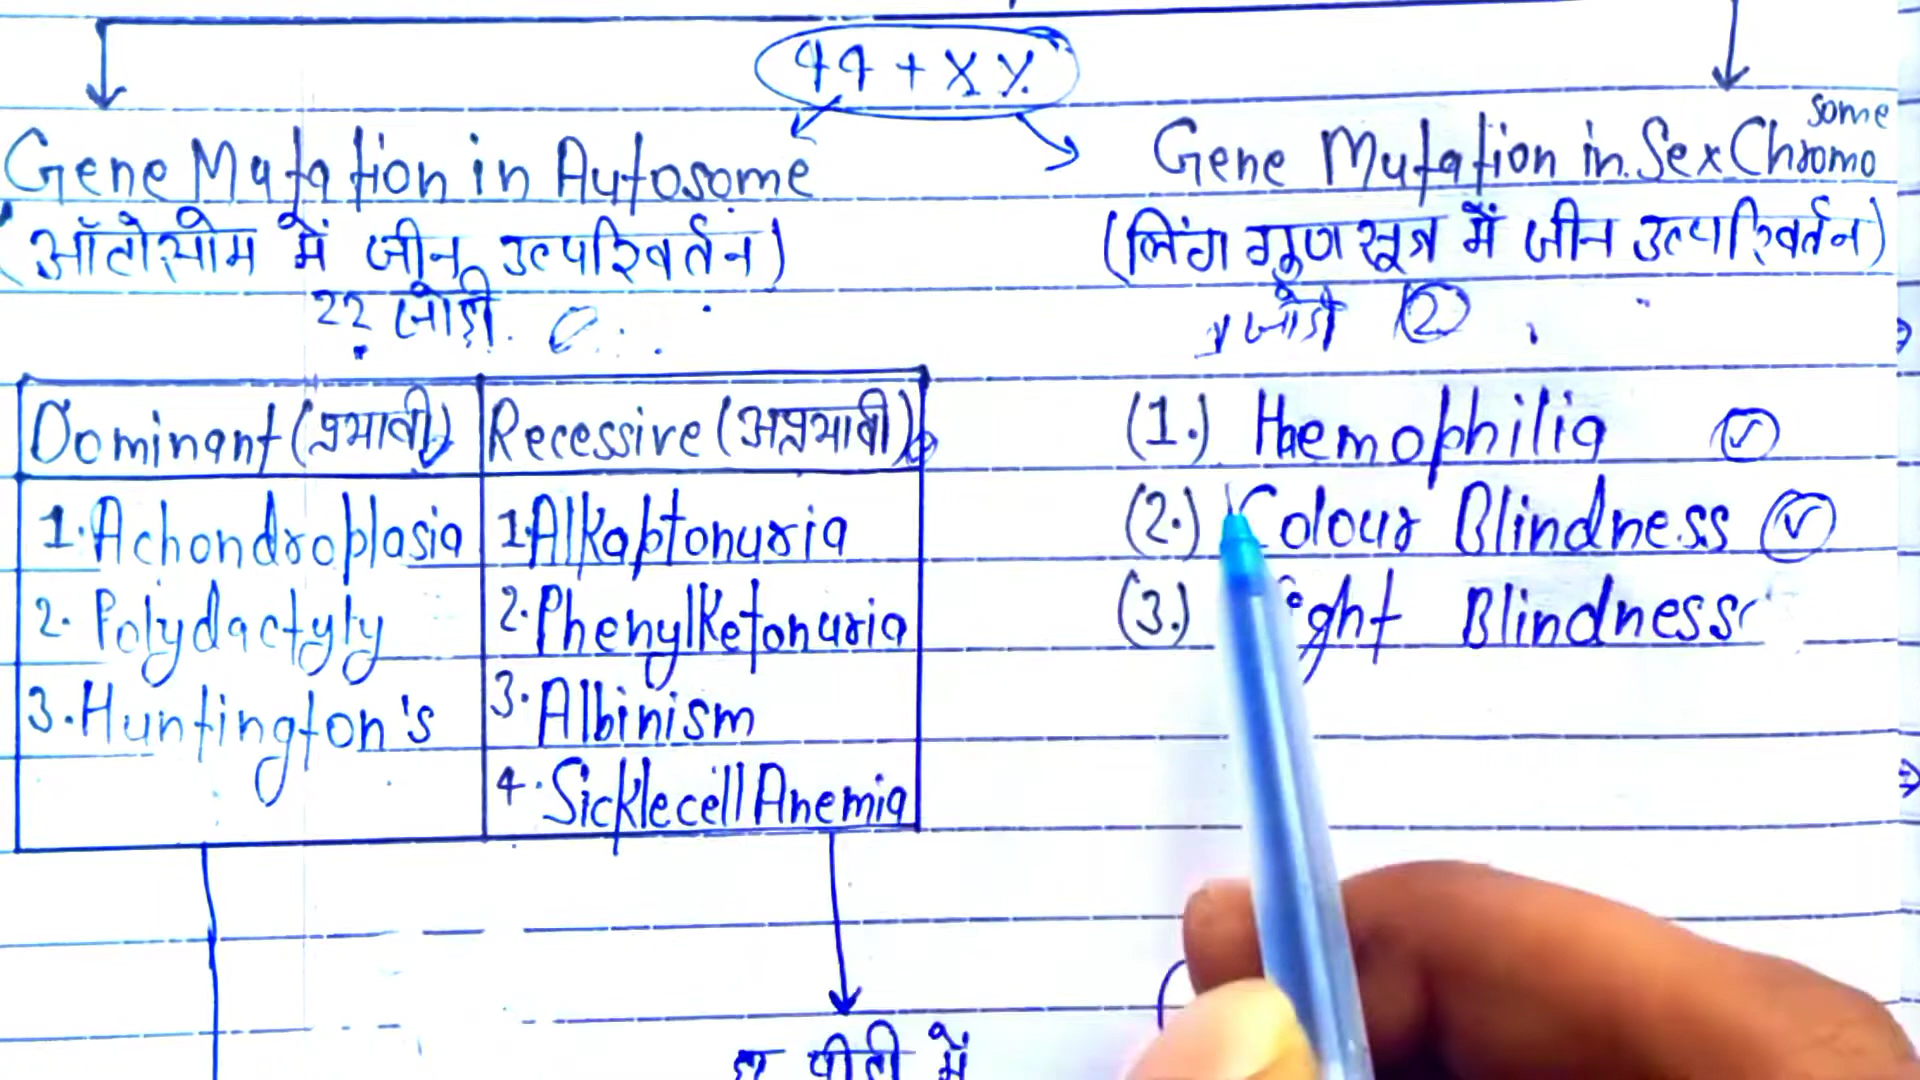 44 + XY
Gene Mutation in Autosome
(ऑटोसोम में जीन उत्परिवर्तन)
22 जोड़ी
Dominant (प्रभावी)
1. Achondroplasia
2. Polydactyly
3. Huntington's
Recessive (अप्रभावी)
1. Alkaptonuria
2. Phenylketonuria
3. Albinism
4. Sicklecell Anemia
Gene Mutation in Sex Chromo
some
(लिंग गुणसूत्र में जीन उत्परिवर्तन)
1 जोड़ी 2
(1.) Haemophilia
(2.) Colour Blindness
(3.) ight Blindness
पीढी में